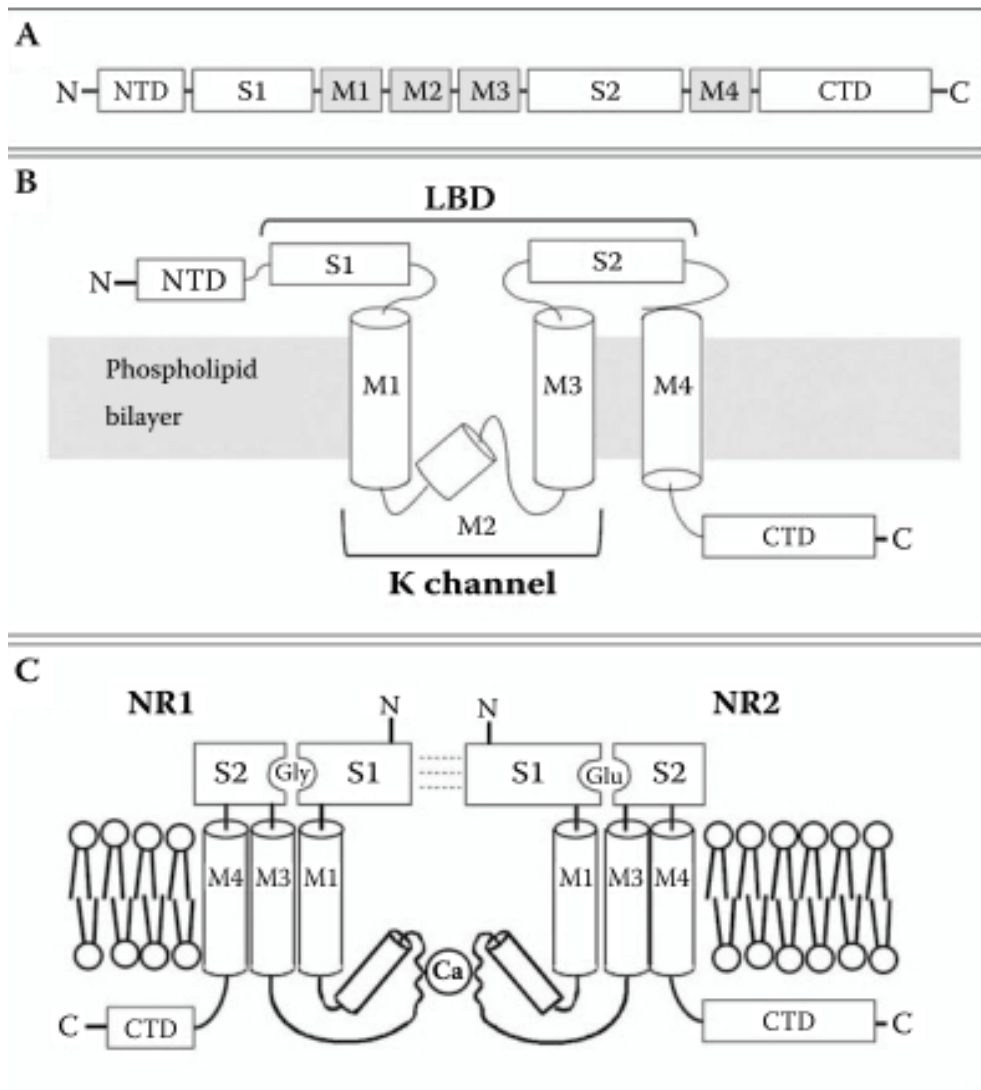 A
N NTD S1 M1 M2 M3 S2 M4 CTD C
B
LBD
N NTD S1 S2
Phospholipid
bilayer
M1 M3 M4
M2
CTD C
K channel
C
NR1 N N NR2
S2 Gly S1 S1 Glu S2
M4 M3 M1 M1 M3 M4
Ca
C CTD CTD C